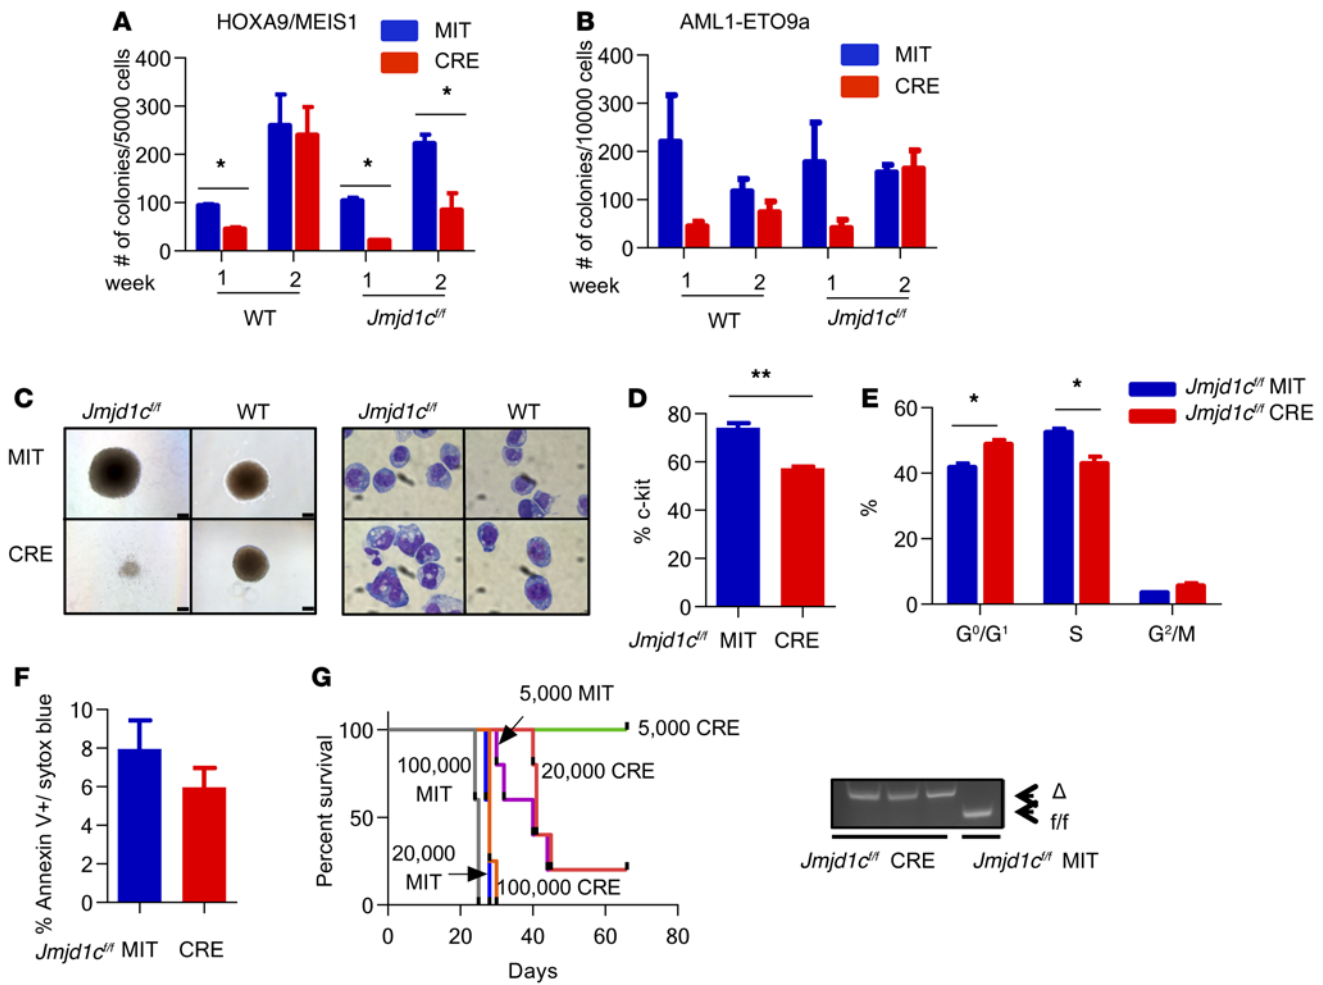 A
HOXA9/MEIS1
MIT
CRE
# of colonies/5000 cells
400
300
200
100
0
*
*
*
week
1
2
1
2
WT
Jmjd1c^f/f
B
AML1-ETO9a
MIT
CRE
# of colonies/10000 cells
400
300
200
100
0
week
1
2
1
2
WT
Jmjd1c^f/f
C
Jmjd1c^f/f
WT
Jmjd1c^f/f
WT
MIT
CRE
D
**
% c-kit
80
60
40
20
0
Jmjd1c^f/f MIT CRE
E
Jmjd1c^f/f MIT
Jmjd1c^f/f CRE
*
*
%
60
40
20
0
G⁰/G¹
S
G²/M
F
% Annexin V+/ sytox blue
10
8
6
4
2
0
Jmjd1c^f/f MIT CRE
G
Percent survival
100
50
0
5,000 MIT
5,000 CRE
100,000
MIT
20,000 CRE
20,000
MIT
100,000 CRE
0
20
40
60
80
Days
Δ
f/f
Jmjd1c^f/f CRE
Jmjd1c^f/f MIT